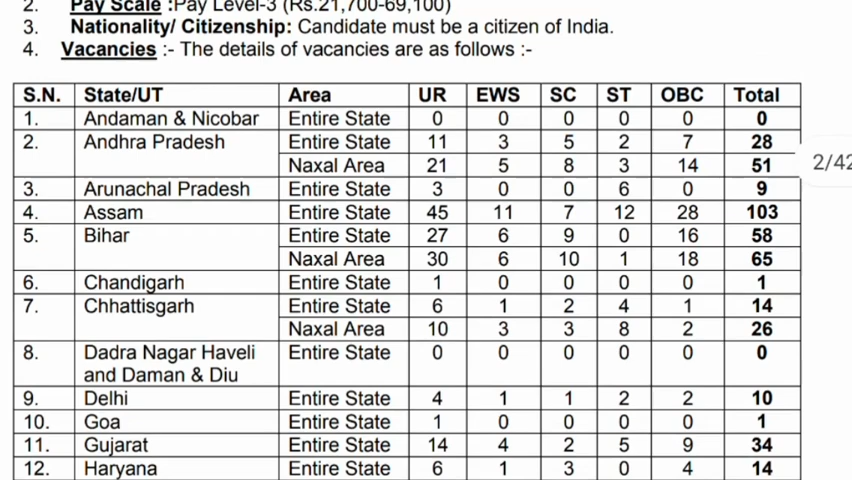 2. Pay Scale :Pay Level-3 (Rs.21,700-69,100)
3. Nationality/ Citizenship: Candidate must be a citizen of India.
4. Vacancies :- The details of vacancies are as follows :-
S.N. State/UT Area UR EWS SC ST OBC Total
1. Andaman & Nicobar Entire State 0 0 0 0 0 0
2. Andhra Pradesh Entire State 11 3 5 2 7 28
Naxal Area 21 5 8 3 14 51
2/42
3. Arunachal Pradesh Entire State 3 0 0 6 0 9
4. Assam Entire State 45 11 7 12 28 103
5. Bihar Entire State 27 6 9 0 16 58
Naxal Area 30 6 10 1 18 65
6. Chandigarh Entire State 1 0 0 0 0 1
7. Chhattisgarh Entire State 6 1 2 4 1 14
Naxal Area 10 3 3 8 2 26
8. Dadra Nagar Haveli Entire State 0 0 0 0 0 0
and Daman & Diu
9. Delhi Entire State 4 1 1 2 2 10
10. Goa Entire State 1 0 0 0 0 1
11. Gujarat Entire State 14 4 2 5 9 34
12. Haryana Entire State 6 1 3 0 4 14